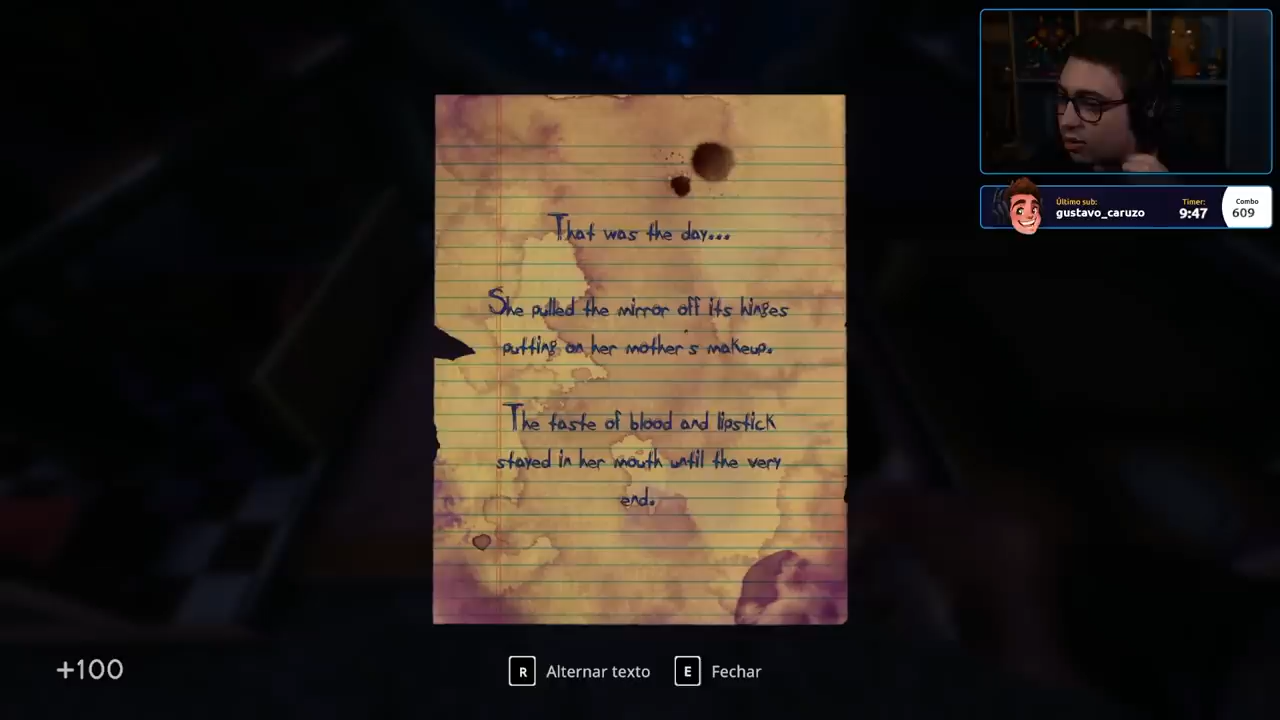 Último sub:
gustavo_caruzo
Timer:
9:47
Combo
609
That was the day...
She pulled the mirror off its hinges
putting on her mother's makeup.
The taste of blood and lipstick
stayed in her mouth until the very
end.
+100
R Alternar texto
E Fechar